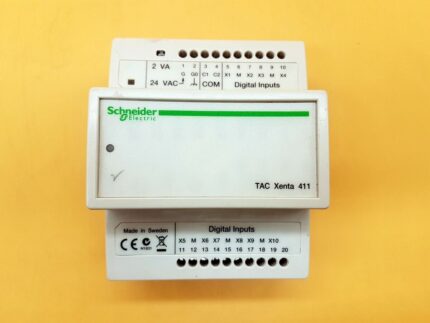 2 VA 1 2 3 4 5 6 7 8 9 10
24 VAC G G0 C1 C2 X1 M X2 X3 M X4
COM Digital Inputs
Schneider
Electric
TAC Xenta 411
Digital Inputs
Made in Sweden X5 M X6 X7 M X8 X9 M X10
CE N1831 11 12 13 14 15 16 17 18 19 20